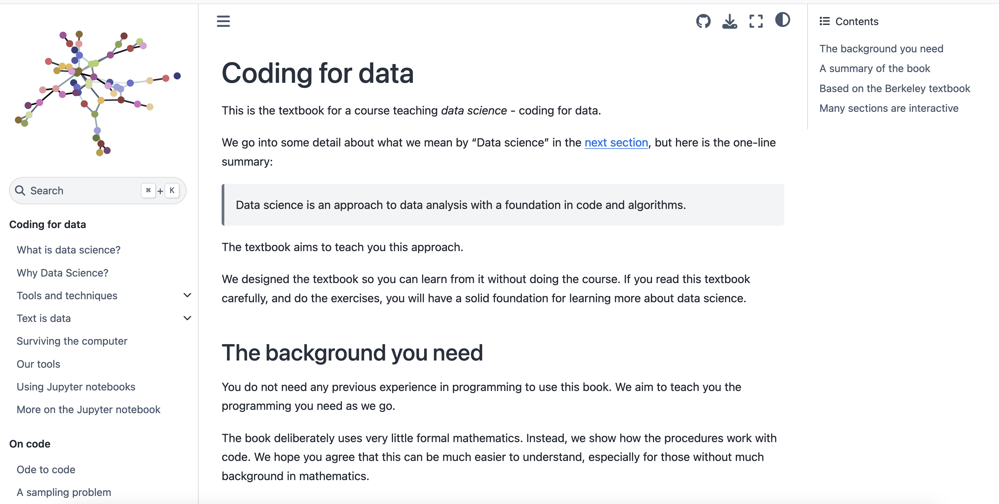 Search
⌘ + K
Coding for data
What is data science?
Why Data Science?
Tools and techniques
Text is data
Surviving the computer
Our tools
Using Jupyter notebooks
More on the Jupyter notebook
On code
Ode to code
A sampling problem
Coding for data
This is the textbook for a course teaching data science - coding for data.
We go into some detail about what we mean by “Data science” in the next section, but here is the one-line
summary:
Data science is an approach to data analysis with a foundation in code and algorithms.
The textbook aims to teach you this approach.
We designed the textbook so you can learn from it without doing the course. If you read this textbook
carefully, and do the exercises, you will have a solid foundation for learning more about data science.
The background you need
You do not need any previous experience in programming to use this book. We aim to teach you the
programming you need as we go.
The book deliberately uses very little formal mathematics. Instead, we show how the procedures work with
code. We hope you agree that this can be much easier to understand, especially for those without much
background in mathematics.
Contents
The background you need
A summary of the book
Based on the Berkeley textbook
Many sections are interactive